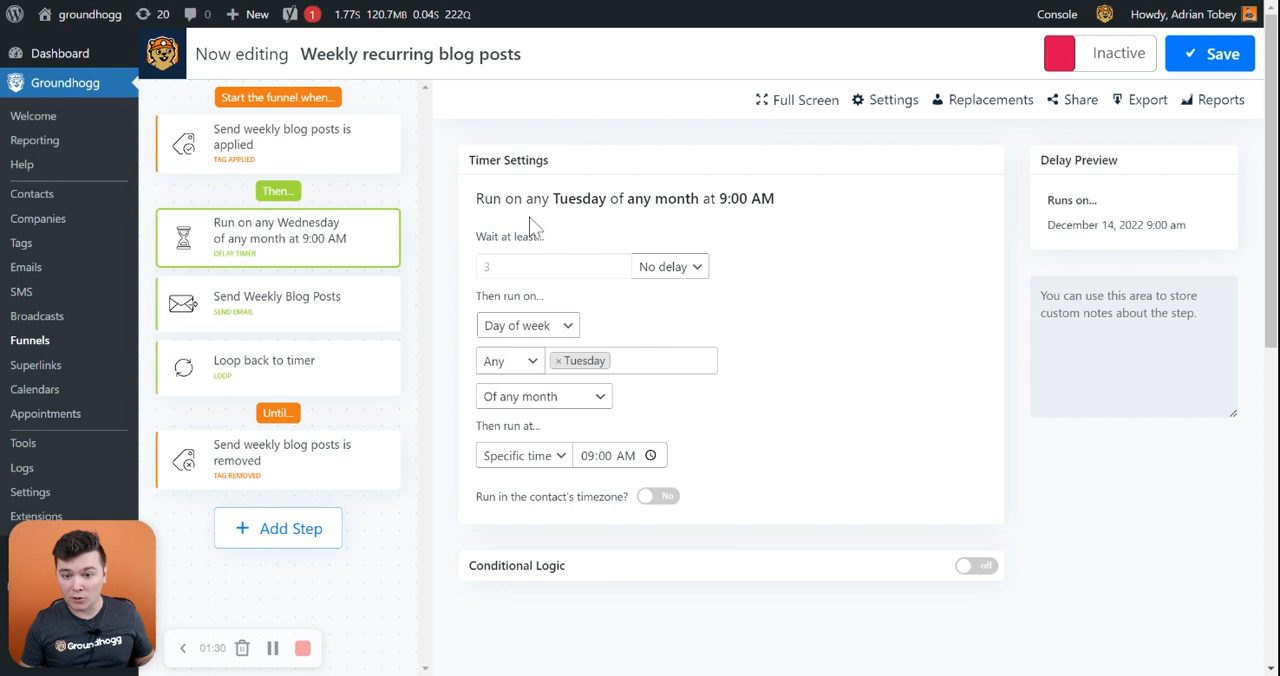 groundhogg
20
0
New
1
1.77s 120.7MB 0.04s 222Q
Console
Howdy, Adrian Tobey
Dashboard
Groundhogg
Welcome
Reporting
Help
Contacts
Companies
Tags
Emails
SMS
Broadcasts
Funnels
Superlinks
Calendars
Appointments
Tools
Logs
Settings
Extensions
Now editing Weekly recurring blog posts
Inactive
Save
Start the funnel when...
Send weekly blog posts is
applied
TAG APPLIED
Then...
Run on any Wednesday
of any month at 9:00 AM
DELAY TIMER
Send Weekly Blog Posts
SEND EMAIL
Loop back to timer
LOOP
Until...
Send weekly blog posts is
removed
TAG REMOVED
+ Add Step
01:30
Full Screen
Settings
Replacements
Share
Export
Reports
Timer Settings
Run on any Tuesday of any month at 9:00 AM
Wait at least...
3
No delay
Then run on...
Day of week
Any
× Tuesday
Of any month
Then run at...
Specific time
09:00 AM
Run in the contact's timezone?
No
Conditional Logic
off
Delay Preview
Runs on...
December 14, 2022 9:00 am
You can use this area to store
custom notes about the step.
Groundhogg